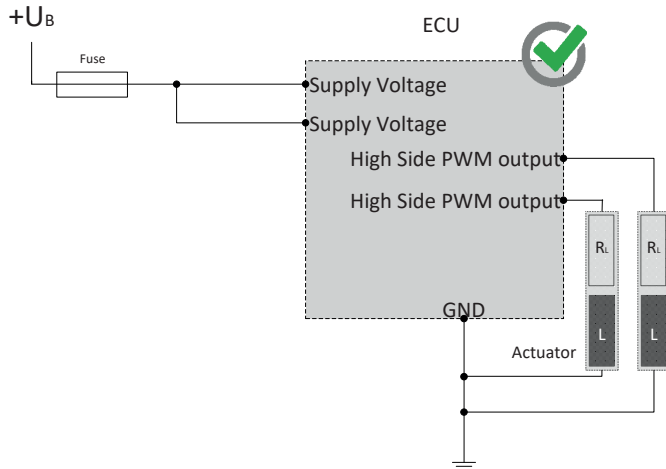 +UB
ECU
Fuse
Supply Voltage
Supply Voltage
High Side PWM output
High Side PWM output
RL
RL
GND
L
L
Actuator